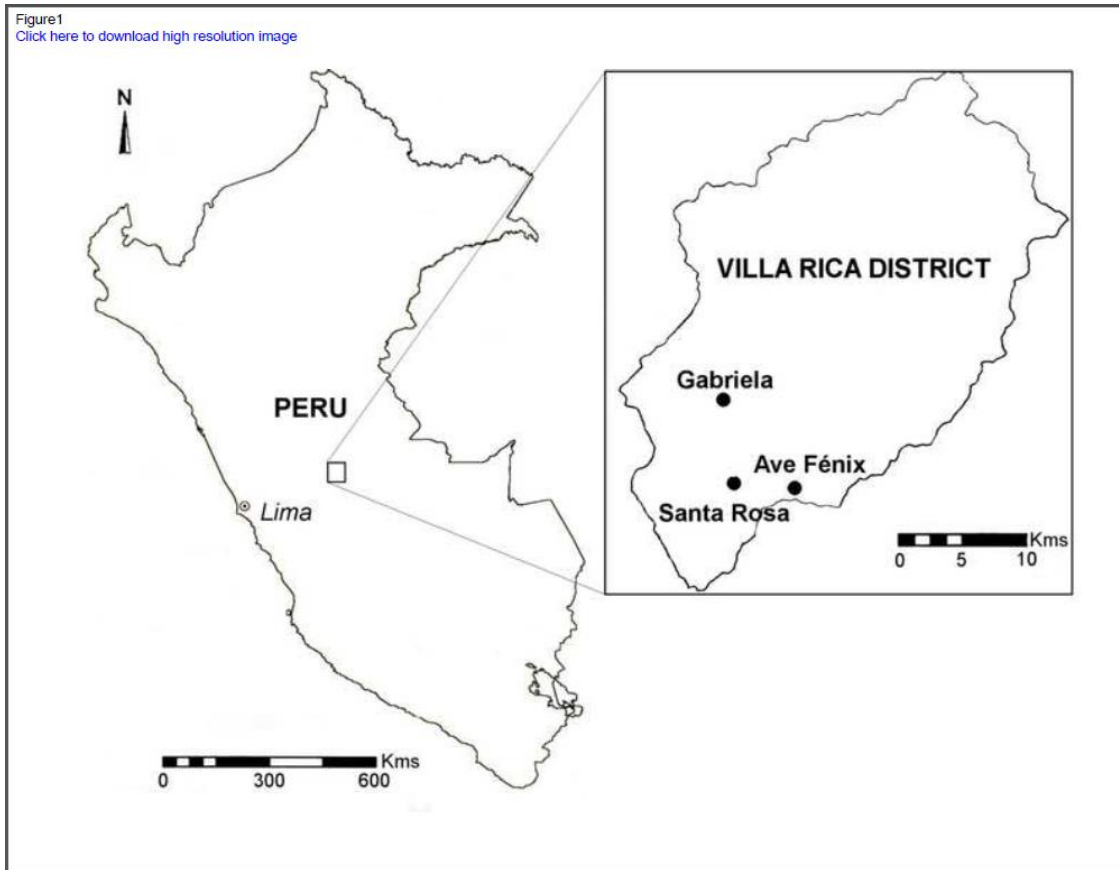 Figure1
Click here to download high resolution image
N
PERU
Lima
Kms
0 300 600
VILLA RICA DISTRICT
Gabriela
Ave Fénix
Santa Rosa
Kms
0 5 10